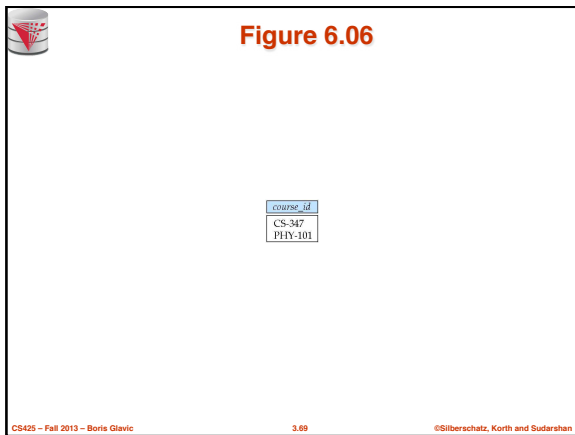 Figure 6.06
course_id
CS-347
PHY-101
CS425 – Fall 2013 – Boris Glavic
3.69
©Silberschatz, Korth and Sudarshan